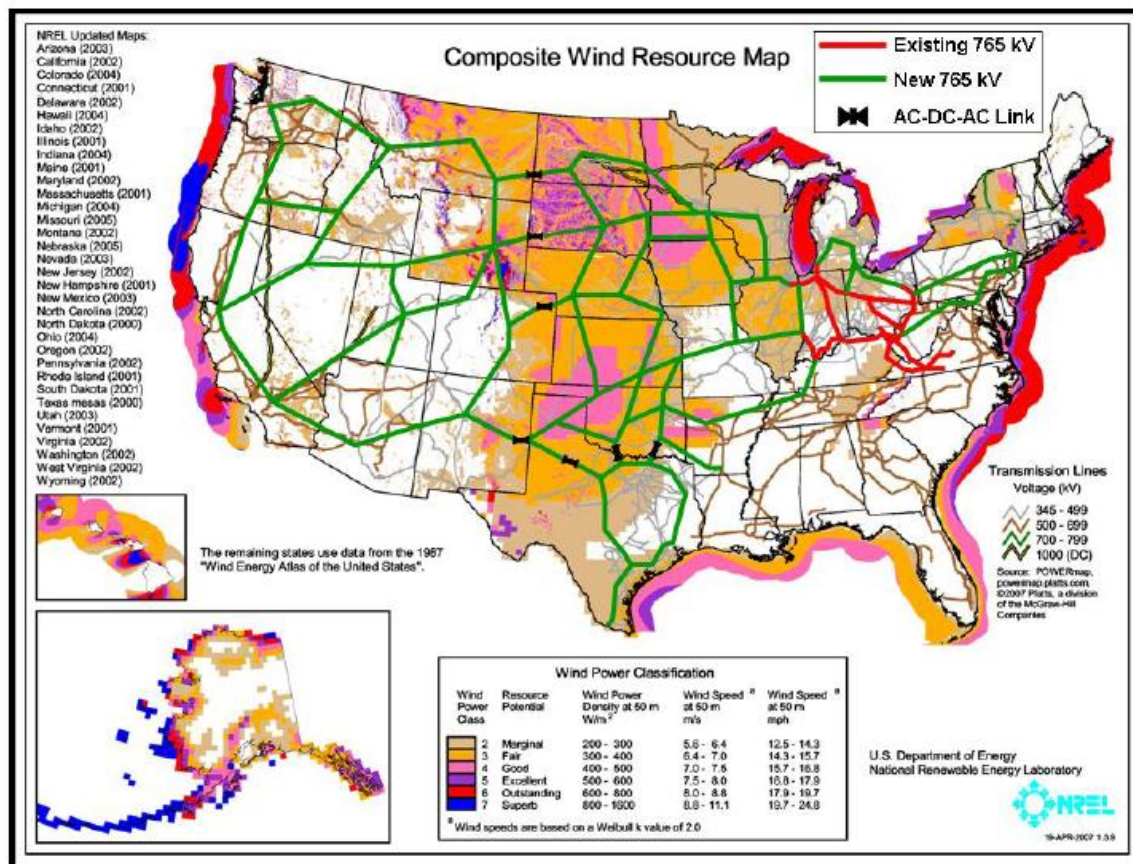 NREL Updated Maps:
Arizona (2003)
California (2002)
Colorado (2004)
Connecticut (2001)
Delaware (2002)
Hawaii (2004)
Idaho (2002)
Illinois (2001)
Indiana (2004)
Maine (2001)
Maryland (2002)
Massachusetts (2001)
Michigan (2004)
Missouri (2005)
Montana (2002)
Nebraska (2005)
Nevada (2003)
New Jersey (2002)
New Hampshire (2001)
New Mexico (2003)
North Carolina (2002)
North Dakota (2000)
Ohio (2004)
Oregon (2002)
Pennsylvania (2002)
Rhode Island (2001)
South Dakota (2001)
Texas mesas (2000)
Utah (2003)
Vermont (2001)
Virginia (2002)
Washington (2002)
West Virginia (2002)
Wyoming (2002)
Composite Wind Resource Map
Existing 765 kV
New 765 kV
AC-DC-AC Link
Transmission Lines
Voltage (kV)
345 - 499
500 - 699
700 - 799
1000 (DC)
Source: POWERmap,
powermap.platts.com
©2007 Platts, a division
of the McGraw-Hill
Companies
The remaining states use data from the 1987
"Wind Energy Atlas of the United States".
Wind Power Classification
Wind Power Class Resource Potential Wind Power Density at 50 m W/m² Wind Speed a at 50 m m/s Wind Speed a at 50 m mph
2 Marginal 200 - 300 5.6 - 6.4 12.5 - 14.3
3 Fair 300 - 400 6.4 - 7.0 14.3 - 15.7
4 Good 400 - 500 7.0 - 7.5 15.7 - 16.8
5 Excellent 500 - 600 7.5 - 8.0 16.8 - 17.9
6 Outstanding 600 - 800 8.0 - 8.8 17.9 - 19.7
7 Superb 800 - 1600 8.8 - 11.1 19.7 - 24.8
a Wind speeds are based on a Weibull k value of 2.0
U.S. Department of Energy
National Renewable Energy Laboratory
NREL
19-APR-2007 1.3.9